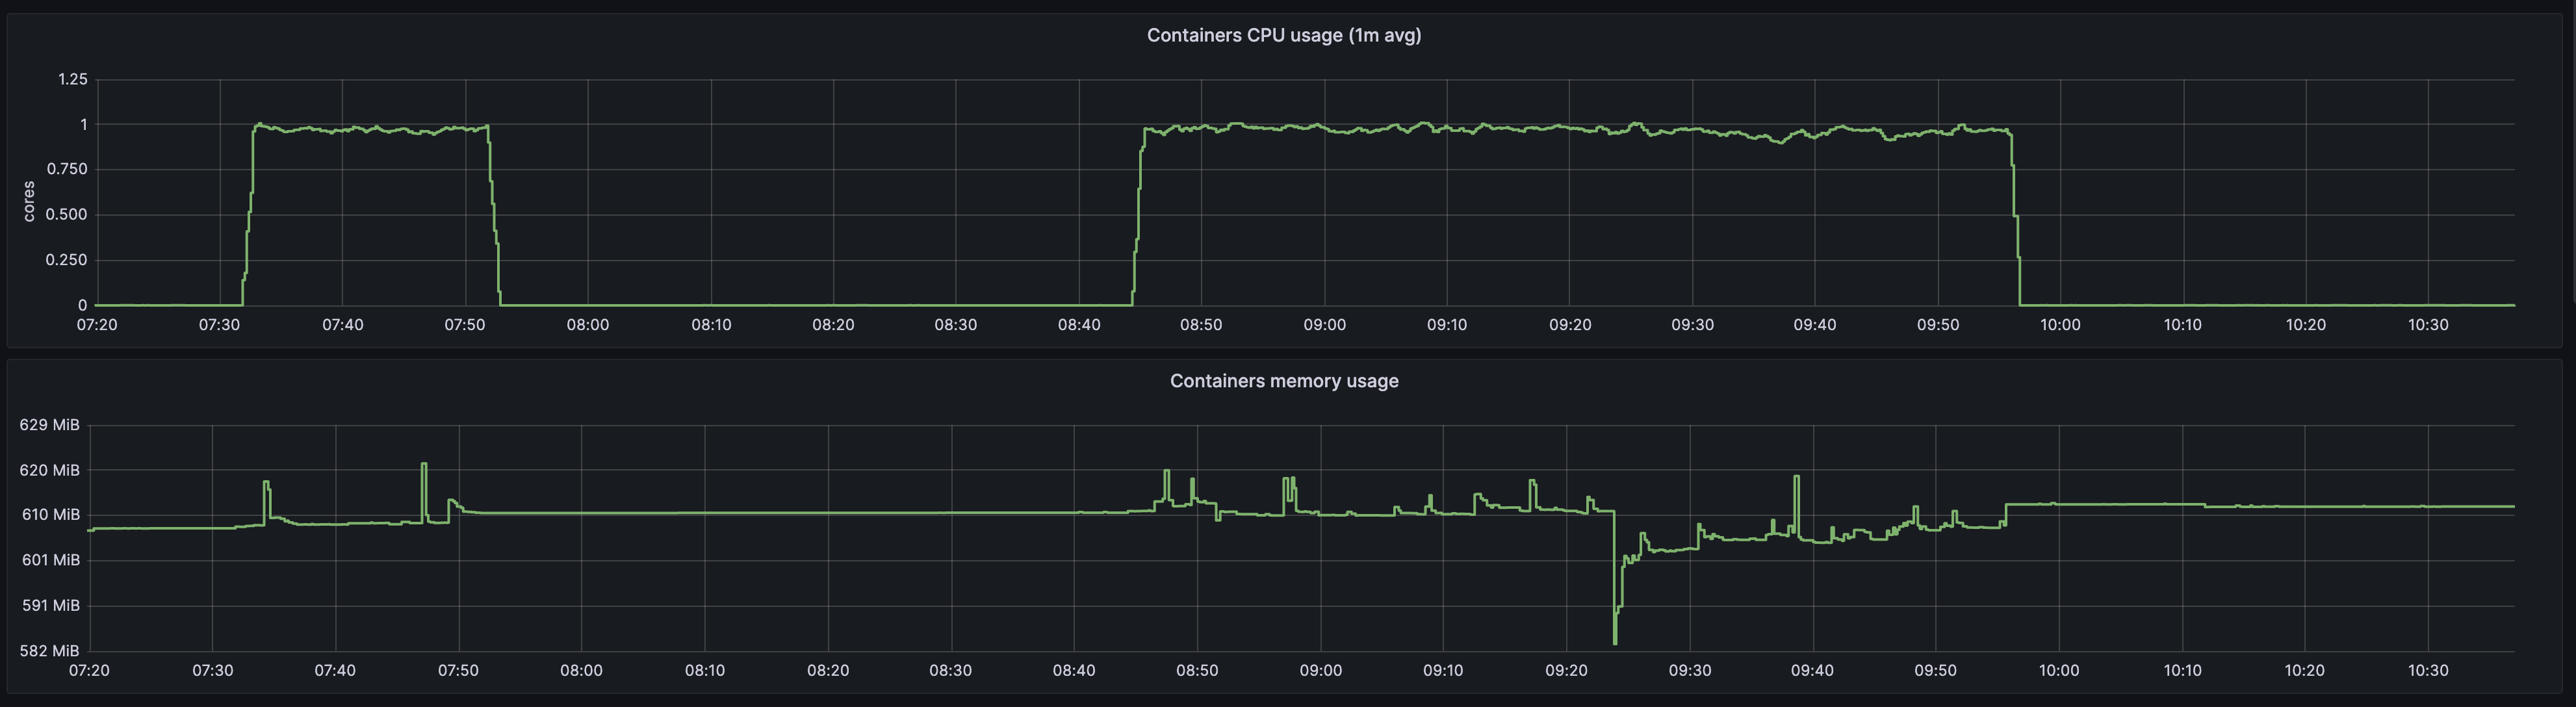 Containers CPU usage (1m avg)
1.25
1
0.750
0.500
0.250
0
cores
07:20 07:30 07:40 07:50 08:00 08:10 08:20 08:30 08:40 08:50 09:00 09:10 09:20 09:30 09:40 09:50 10:00 10:10 10:20 10:30
Containers memory usage
629 MiB
620 MiB
610 MiB
601 MiB
591 MiB
582 MiB
07:20 07:30 07:40 07:50 08:00 08:10 08:20 08:30 08:40 08:50 09:00 09:10 09:20 09:30 09:40 09:50 10:00 10:10 10:20 10:30